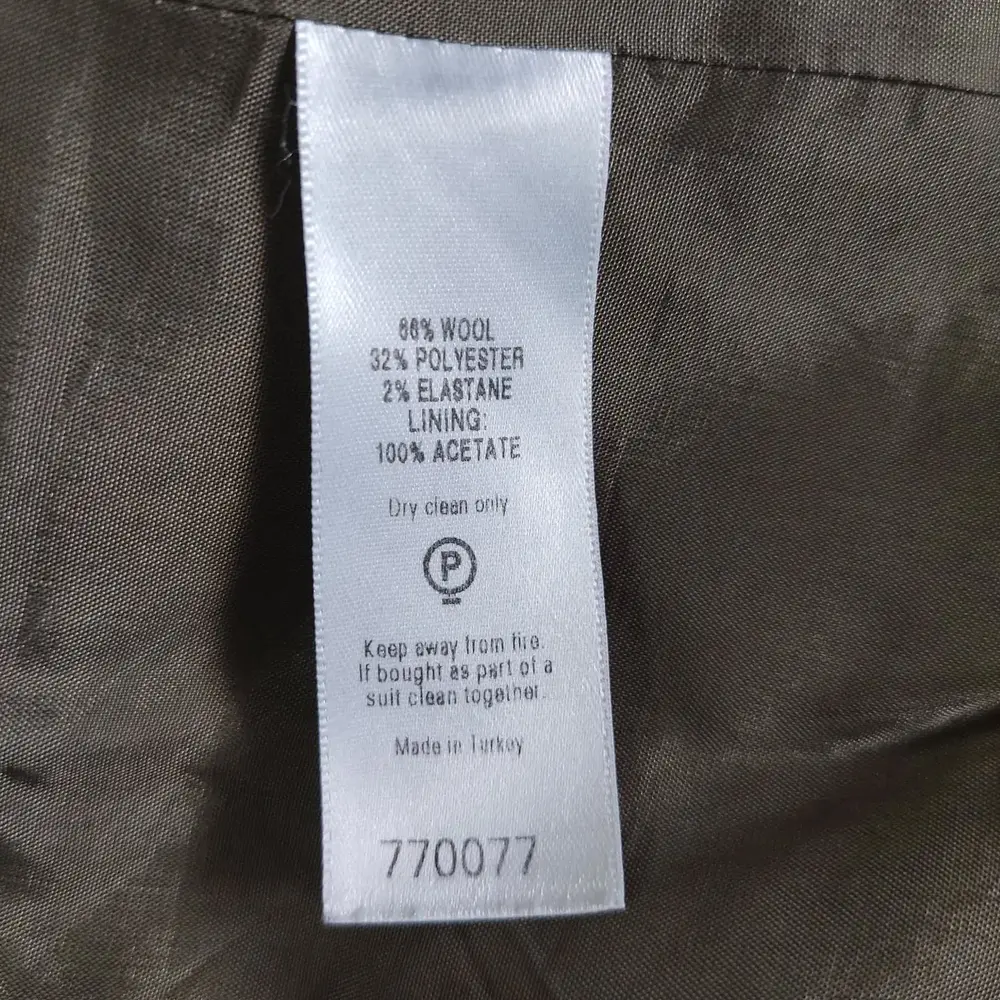 66% WOOL
32% POLYESTER
2% ELASTANE
LINING:
100% ACETATE
Dry clean only
P
Keep away from fire.
If bought as part of a
suit clean together.
Made in Turkey
770077